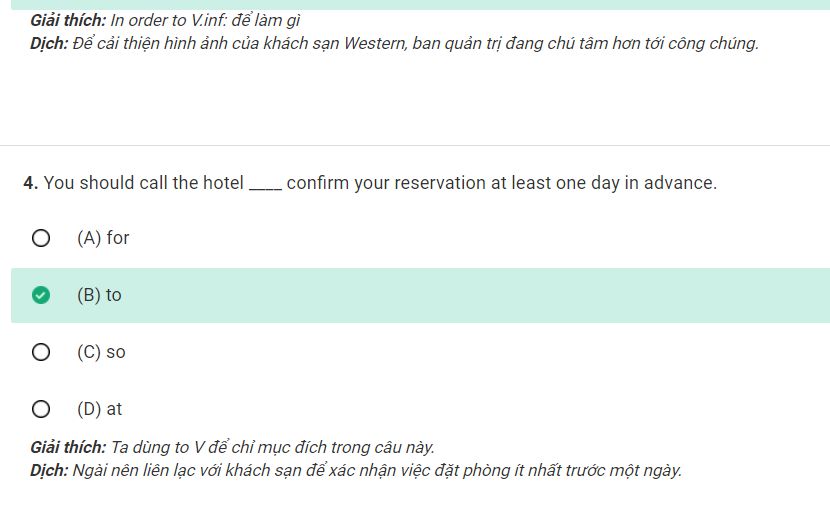 Giải thích: In order to V.inf: để làm gì
Dịch: Để cải thiện hình ảnh của khách sạn Western, ban quản trị đang chú tâm hơn tới công chúng.
4. You should call the hotel ____ confirm your reservation at least one day in advance.
(A) for
(B) to
(C) so
(D) at
Giải thích: Ta dùng to V để chỉ mục đích trong câu này.
Dịch: Ngài nên liên lạc với khách sạn để xác nhận việc đặt phòng ít nhất trước một ngày.